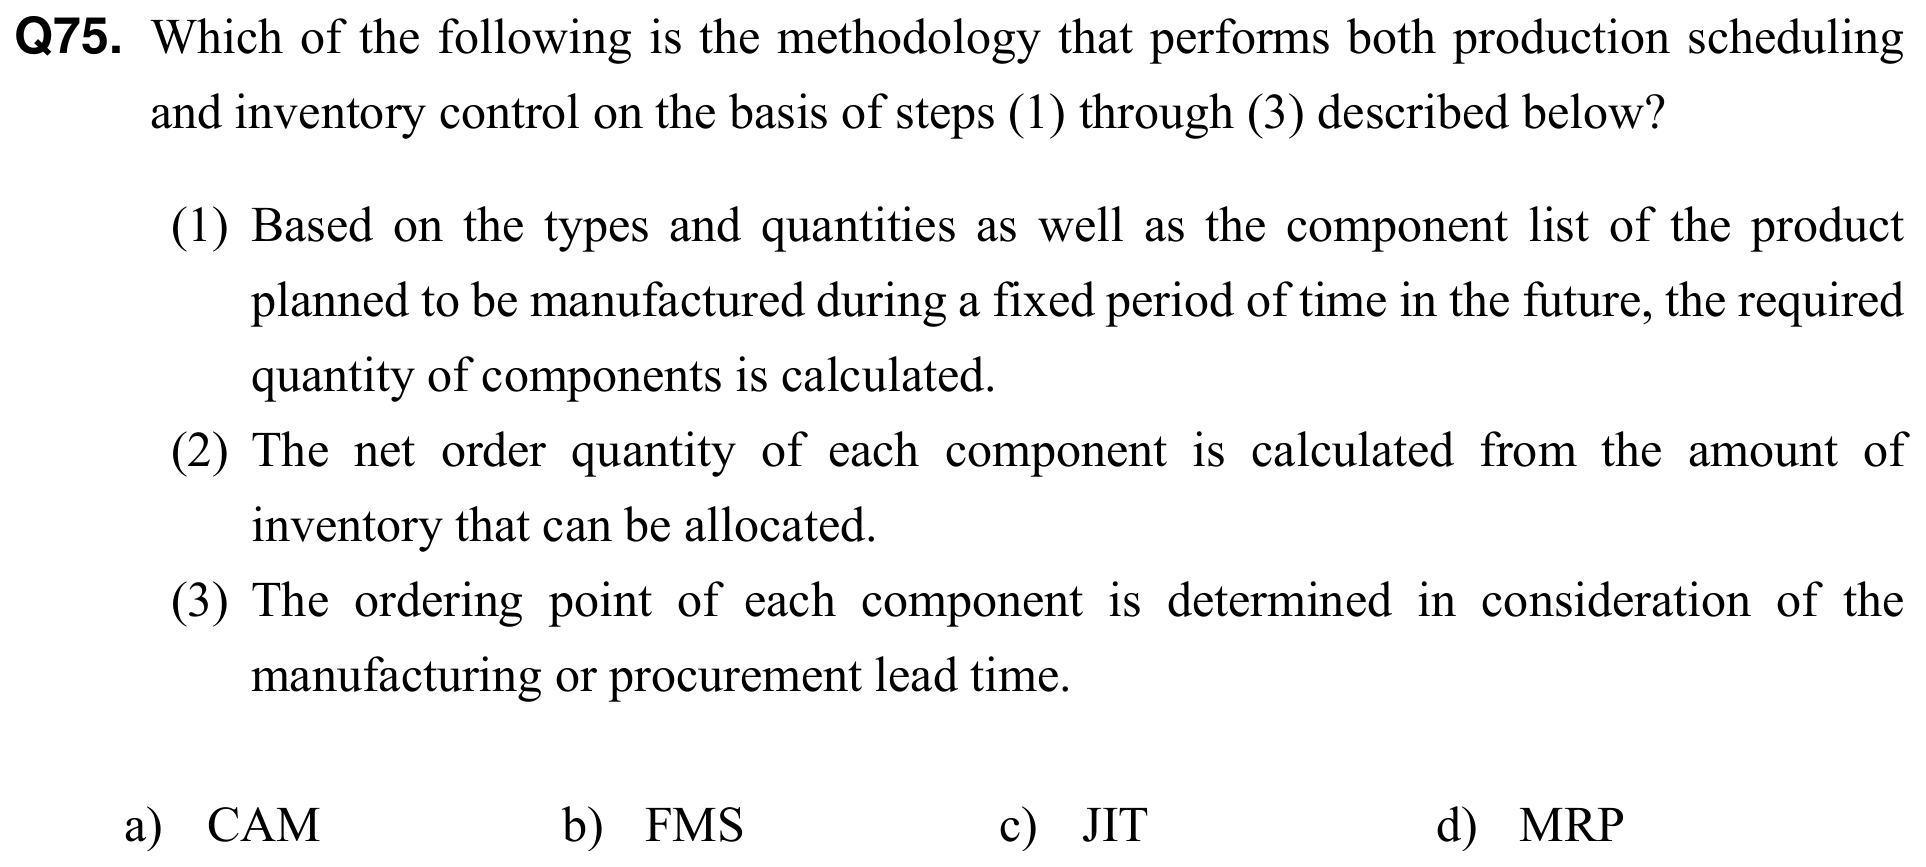 Q75. Which of the following is the methodology that performs both production scheduling
and inventory control on the basis of steps (1) through (3) described below?
(1) Based on the types and quantities as well as the component list of the product
planned to be manufactured during a fixed period of time in the future, the required
quantity of components is calculated.
(2) The net order quantity of each component is calculated from the amount of
inventory that can be allocated.
(3) The ordering point of each component is determined in consideration of the
manufacturing or procurement lead time.
a) CAM b) FMS c) JIT d) MRP